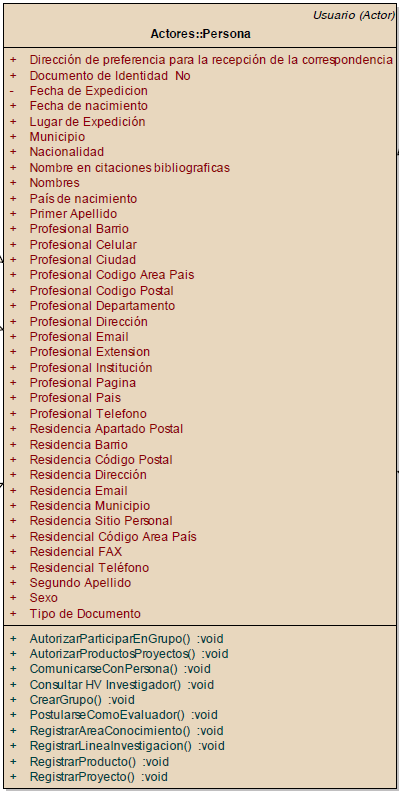 Usuario (Actor)
Actores::Persona
+ Dirección de preferencia para la recepción de la correspondencia
+ Documento de Identidad No
- Fecha de Expedicion
+ Fecha de nacimiento
+ Lugar de Expedición
+ Municipio
+ Nacionalidad
+ Nombre en citaciones bibliograficas
+ Nombres
+ País de nacimiento
+ Primer Apellido
+ Profesional Barrio
+ Profesional Celular
+ Profesional Ciudad
+ Profesional Codigo Area Pais
+ Profesional Codigo Postal
+ Profesional Departamento
+ Profesional Dirección
+ Profesional Email
+ Profesional Extension
+ Profesional Institución
+ Profesional Pagina
+ Profesional Pais
+ Profesional Telefono
+ Residencia Apartado Postal
+ Residencia Barrio
+ Residencia Código Postal
+ Residencia Dirección
+ Residencia Email
+ Residencia Municipio
+ Residencia Sitio Personal
+ Residencial Código Area País
+ Residencial FAX
+ Residencial Teléfono
+ Segundo Apellido
+ Sexo
+ Tipo de Documento
+ AutorizarParticiparEnGrupo() :void
+ AutorizarProductosProyectos() :void
+ ComunicarseConPersona() :void
+ Consultar HV Investigador() :void
+ CrearGrupo() :void
+ PostularseComoEvaluador() :void
+ RegistrarAreaConocimiento() :void
+ RegistrarLineaInvestigacion() :void
+ RegistrarProducto() :void
+ RegistrarProyecto() :void